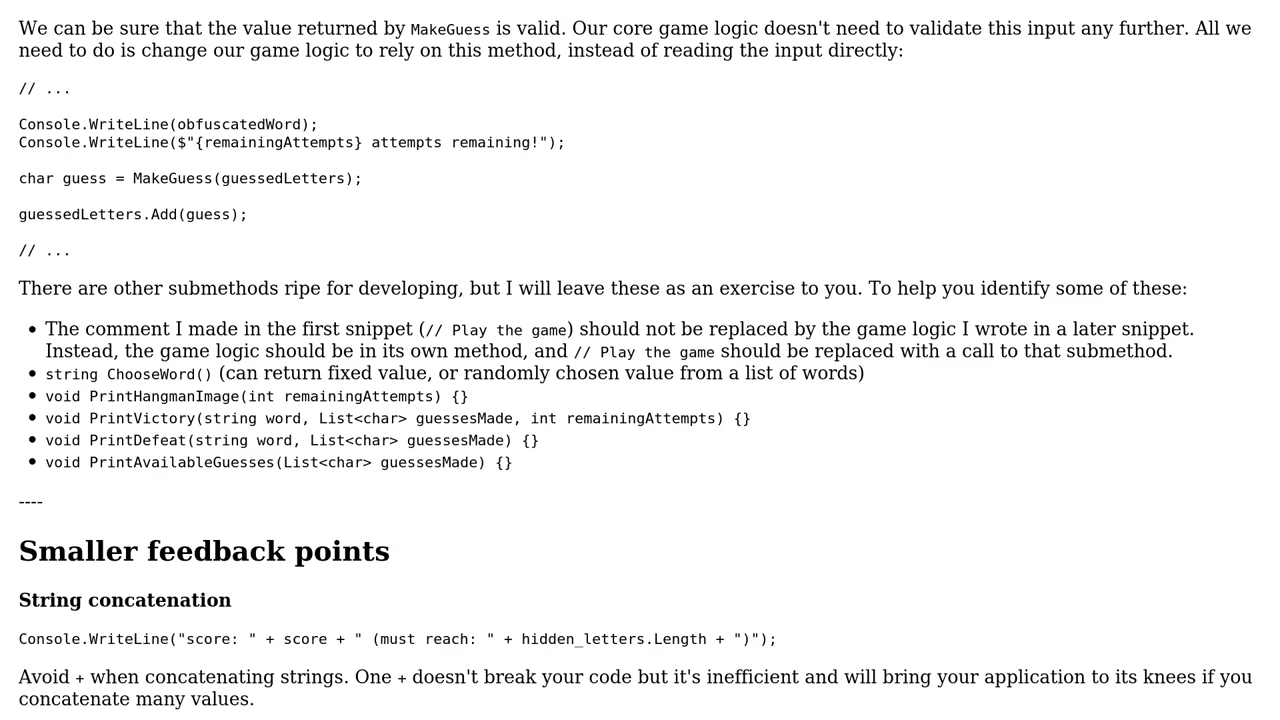 We can be sure that the value returned by MakeGuess is valid. Our core game logic doesn't need to validate this input any further. All we
need to do is change our game logic to rely on this method, instead of reading the input directly:
// ...
Console.WriteLine(obfuscatedWord);
Console.WriteLine($"{remainingAttempts} attempts remaining!");
char guess = MakeGuess(guessedLetters);
guessedLetters.Add(guess);
// ...
There are other submethods ripe for developing, but I will leave these as an exercise to you. To help you identify some of these:
• The comment I made in the first snippet (// Play the game) should not be replaced by the game logic I wrote in a later snippet.
Instead, the game logic should be in its own method, and // Play the game should be replaced with a call to that submethod.
• string ChooseWord() (can return fixed value, or randomly chosen value from a list of words)
• void PrintHangmanImage(int remainingAttempts) {}
• void PrintVictory(string word, List<char> guessesMade, int remainingAttempts) {}
• void PrintDefeat(string word, List<char> guessesMade) {}
• void PrintAvailableGuesses(List<char> guessesMade) {}
----
Smaller feedback points
String concatenation
Console.WriteLine("score: " + score + " (must reach: " + hidden_letters.Length + ")");
Avoid + when concatenating strings. One + doesn't break your code but it's inefficient and will bring your application to its knees if you
concatenate many values.